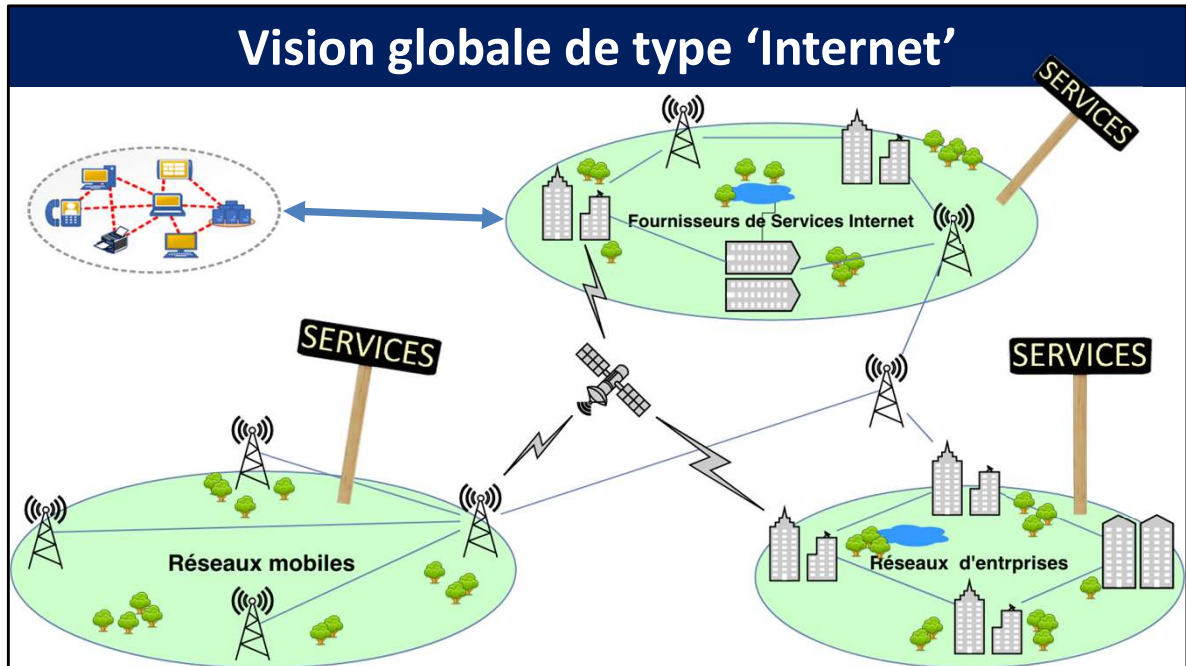 Vision globale de type ‘Internet’
SERVICES
Fournisseurs de Services Internet
SERVICES
SERVICES
Réseaux mobiles
Réseaux d'entrprises